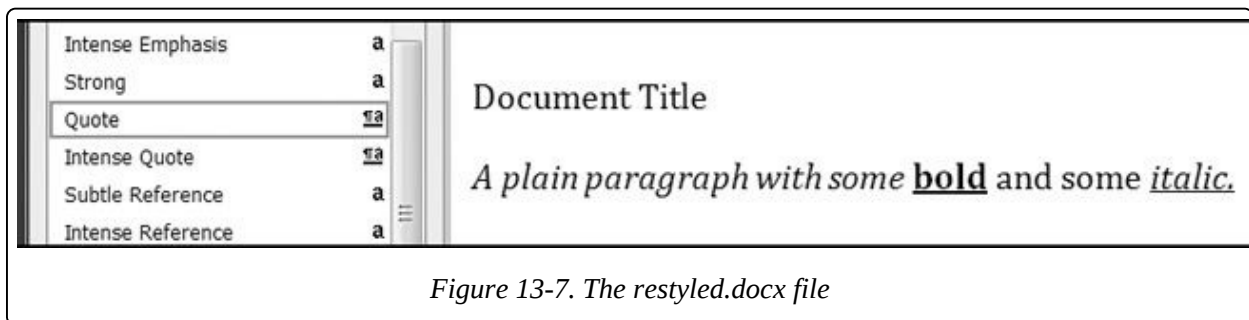 Intense Emphasis a
Strong a
Quote ¶a
Intense Quote ¶a
Subtle Reference a
Intense Reference a
Document Title
A plain paragraph with some bold and some italic.
Figure 13-7. The restyled.docx file